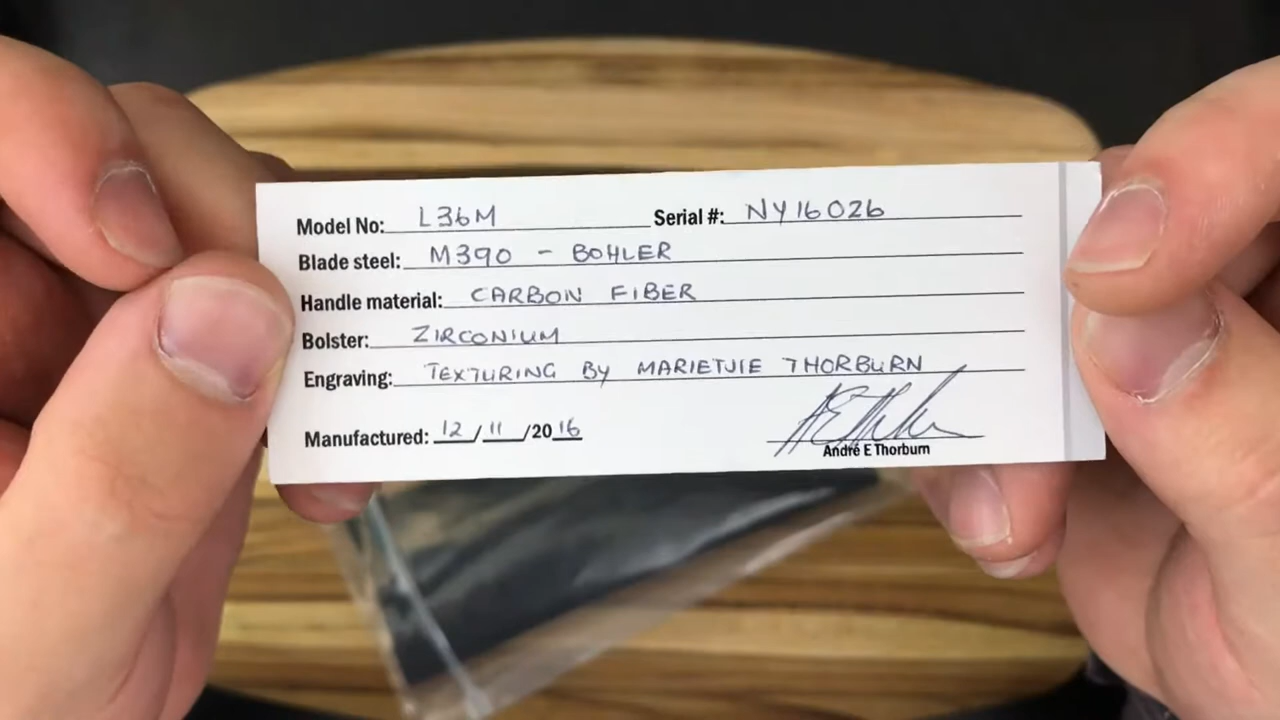 Model No: L36M Serial #: NY16026
Blade steel: M390 - BOHLER
Handle material: CARBON FIBER
Bolster: ZIRCONIUM
Engraving: TEXTURING BY MARIETJIE THORBURN
Manufactured: 12/11/2016
André E Thorburn